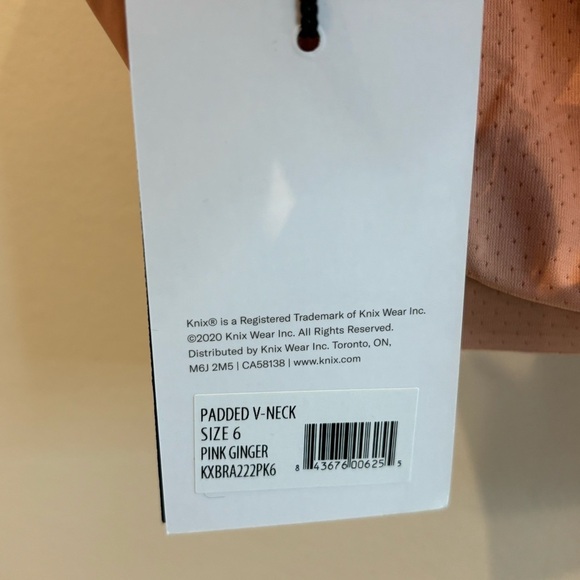 Knix® is a Registered Trademark of Knix Wear Inc.
©2020 Knix Wear Inc. All Rights Reserved.
Distributed by Knix Wear Inc. Toronto, ON,
M6J 2M5 | CA58138 | www.knix.com
PADDED V-NECK
SIZE 6
PINK GINGER
KXBRA222PK6
8 43676 00625 5